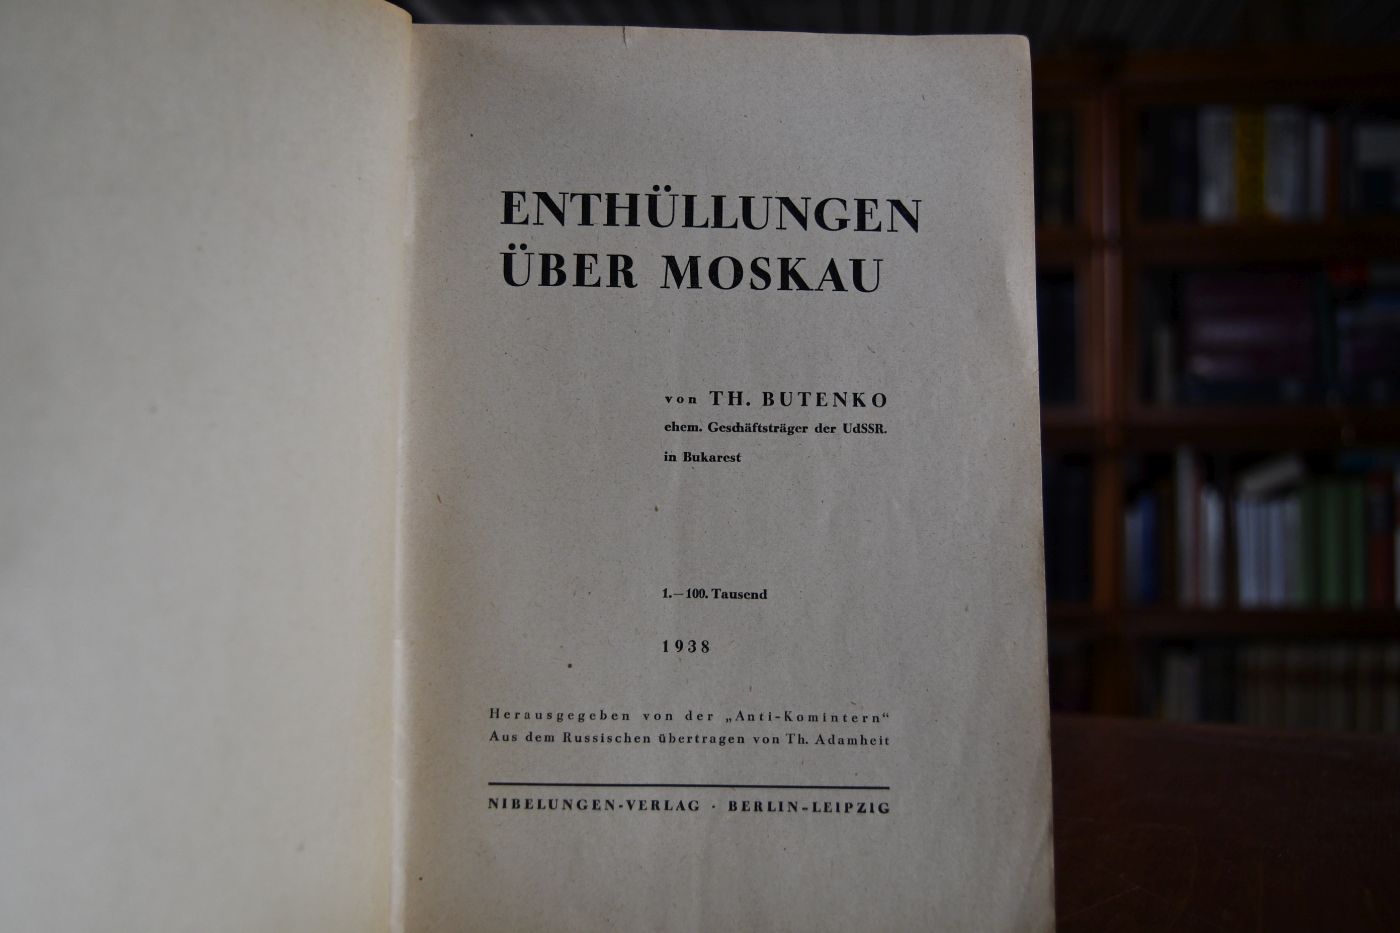 ENTHÜLLUNGEN
ÜBER MOSKAU
von TH. BUTENKO
ehem. Geschäftsträger der UdSSR.
in Bukarest
1.—100. Tausend
1938
Herausgegeben von der „Anti-Komintern“
Aus dem Russischen übertragen von Th. Adamheit
NIBELUNGEN-VERLAG · BERLIN-LEIPZIG